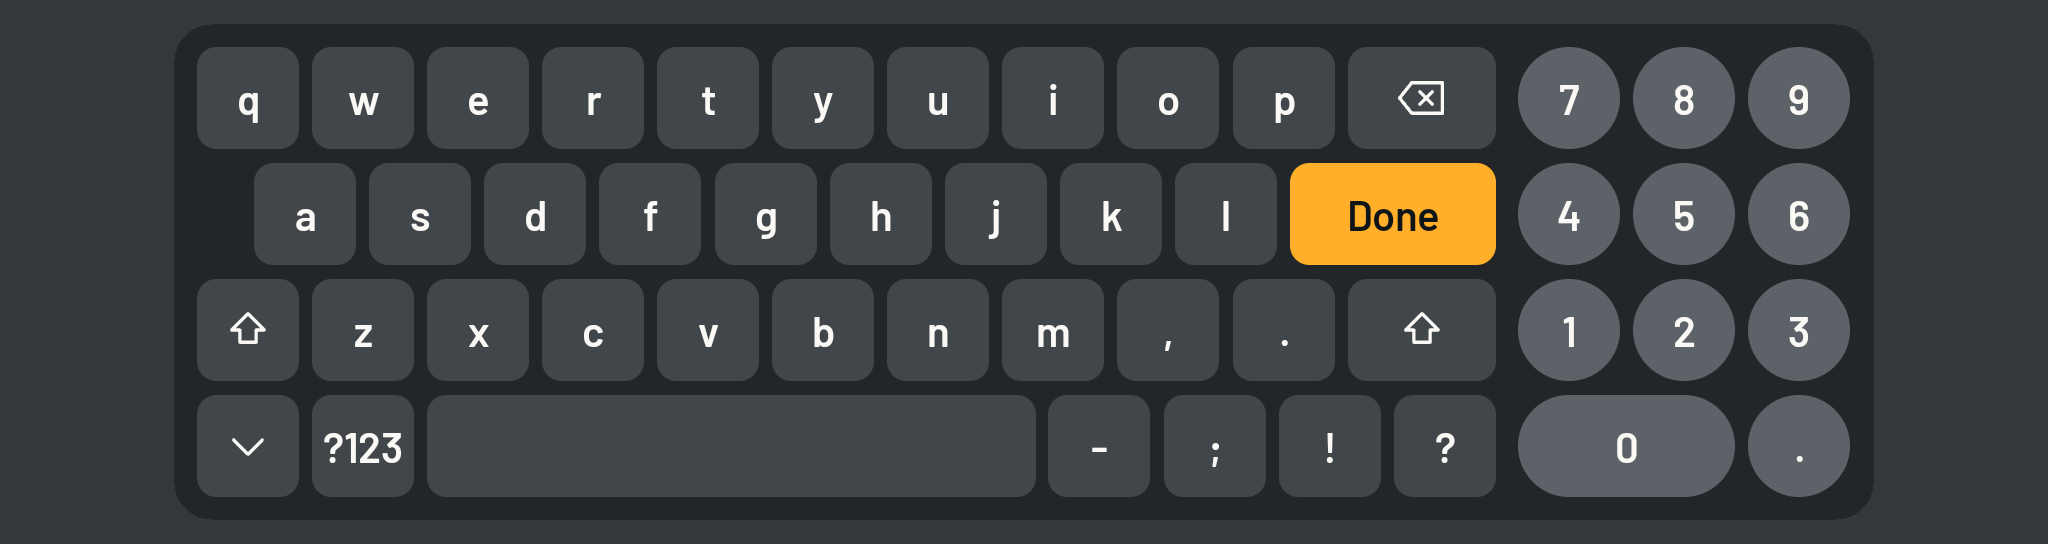 q w e r t y u i o p 7 8 9
a s d f g h j k l Done 4 5 6
z x c v b n m , . 1 2 3
?123 - ; ! ? 0 .